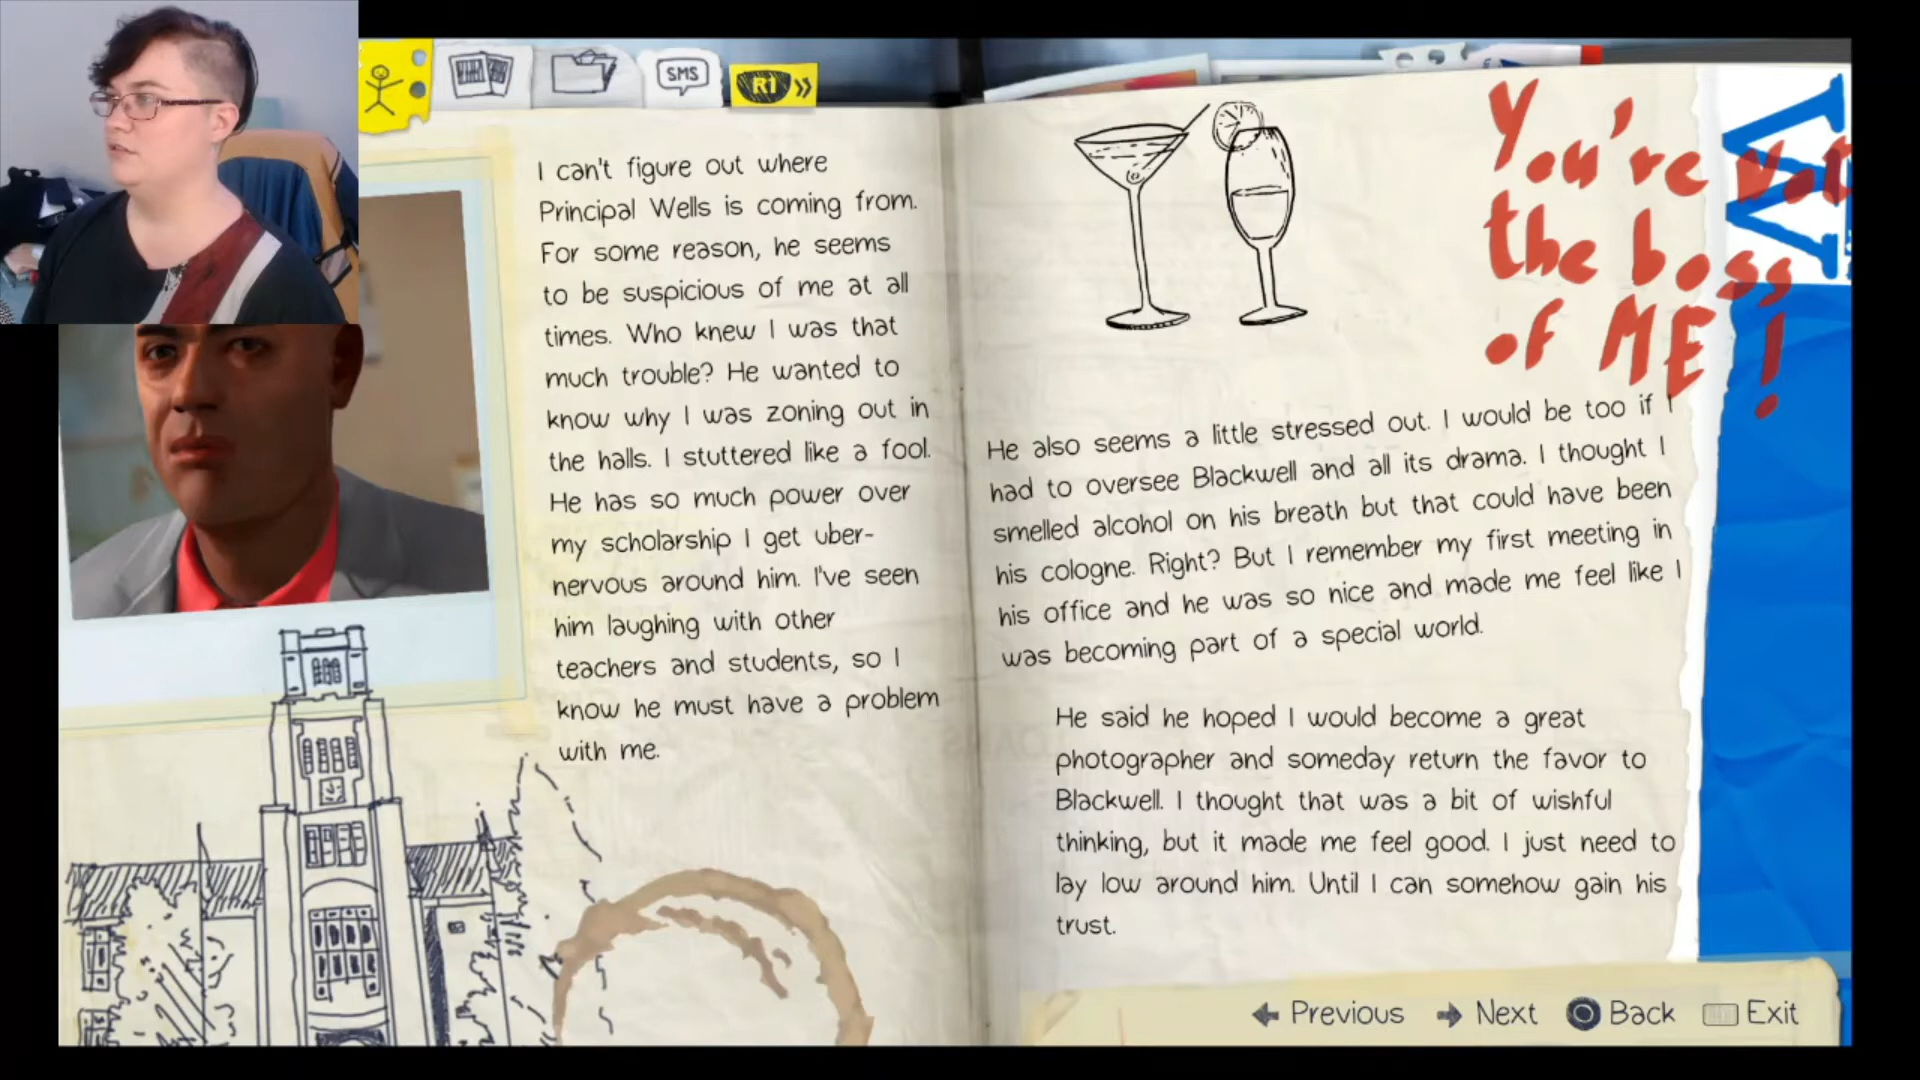 SMS
R1
I can't figure out where
Principal Wells is coming from.
For some reason, he seems
to be suspicious of me at all
times. Who knew I was that
much trouble? He wanted to
know why I was zoning out in
the halls. I stuttered like a fool.
He has so much power over
my scholarship I get uber-
nervous around him. I've seen
him laughing with other
teachers and students, so I
know he must have a problem
with me.
You're not
the boss
of ME!
W
He also seems a little stressed out. I would be too if I
had to oversee Blackwell and all its drama. I thought I
smelled alcohol on his breath but that could have been
his cologne. Right? But I remember my first meeting in
his office and he was so nice and made me feel like I
was becoming part of a special world.
He said he hoped I would become a great
photographer and someday return the favor to
Blackwell. I thought that was a bit of wishful
thinking, but it made me feel good. I just need to
lay low around him. Until I can somehow gain his
trust.
Previous Next Back Exit